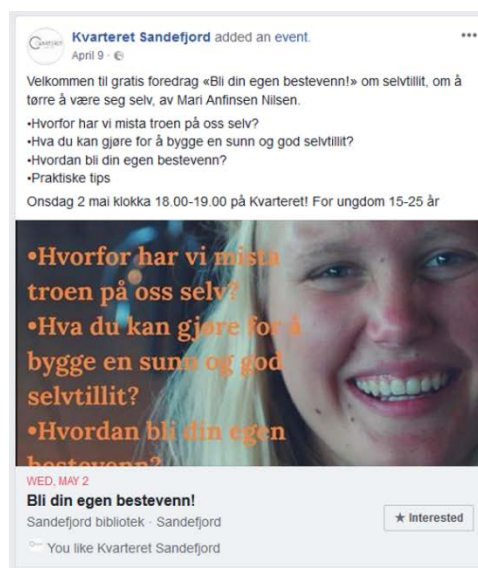 Kvarteret Sandefjord added an event.
April 9 ·
Velkommen til gratis foredrag «Bli din egen bestevenn!» om selvtillit, om å
tørre å være seg selv, av Mari Anfinsen Nilsen.
•Hvorfor har vi mista troen på oss selv?
•Hva du kan gjøre for å bygge en sunn og god selvtillit?
•Hvordan bli din egen bestevenn?
•Praktiske tips
Onsdag 2 mai klokka 18.00-19.00 på Kvarteret! For ungdom 15-25 år
•Hvorfor har vi mista
troen på oss selv?
•Hva du kan gjøre for å
bygge en sunn og god
selvtillit?
•Hvordan bli din egen
bestevenn?
WED, MAY 2
Bli din egen bestevenn!
Sandefjord bibliotek · Sandefjord
★ Interested
You like Kvarteret Sandefjord